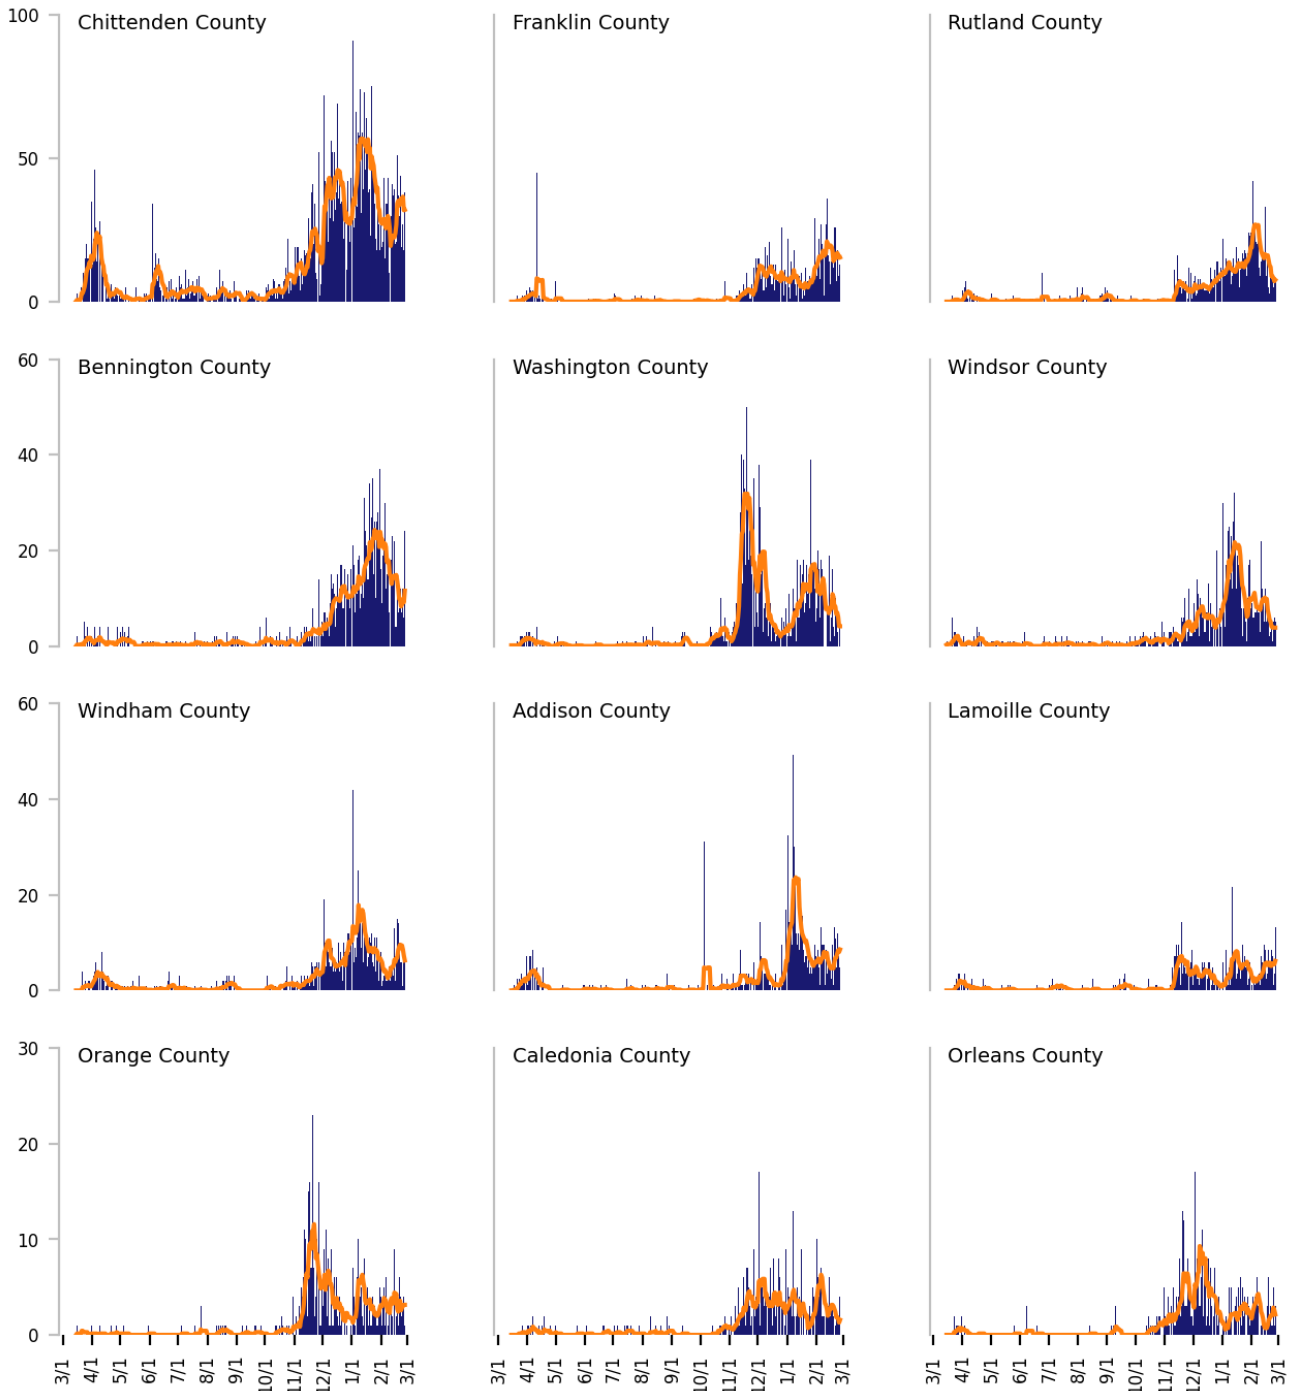 100
Chittenden County
Franklin County
Rutland County
50
0
60
Bennington County
Washington County
Windsor County
40
20
0
60
Windham County
Addison County
Lamoille County
40
20
0
30
Orange County
Caledonia County
Orleans County
20
10
0
3/1 4/1 5/1 6/1 7/1 8/1 9/1 10/1 11/1 12/1 1/1 2/1 3/1
3/1 4/1 5/1 6/1 7/1 8/1 9/1 10/1 11/1 12/1 1/1 2/1 3/1
3/1 4/1 5/1 6/1 7/1 8/1 9/1 10/1 11/1 12/1 1/1 2/1 3/1